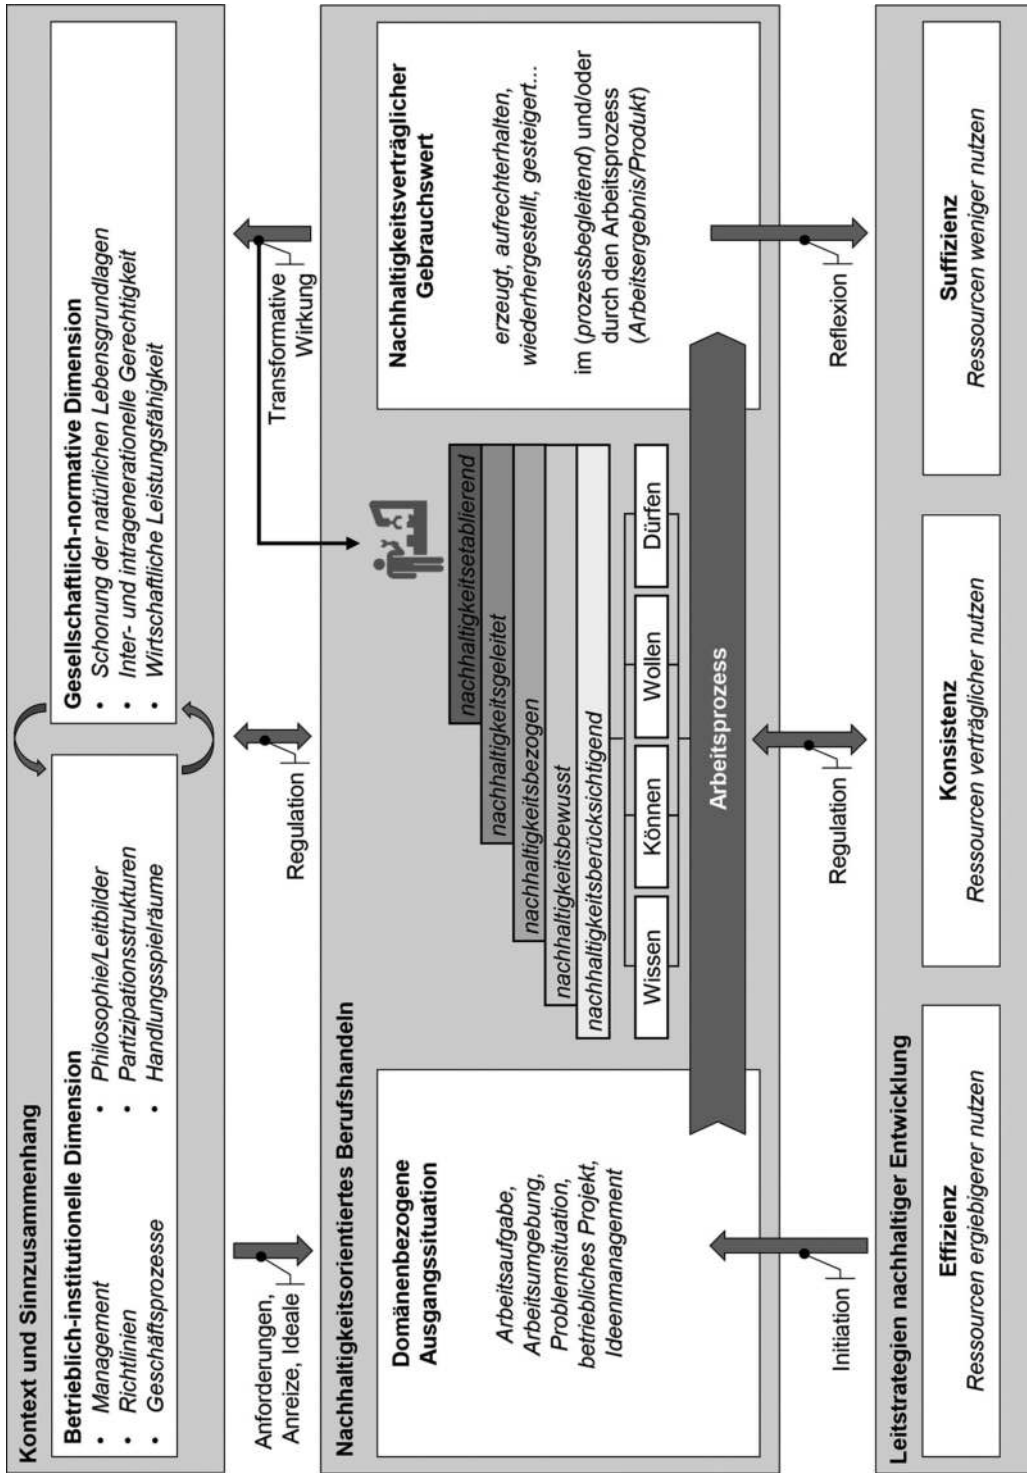 Kontext und Sinnzusammenhang
Betrieblich-institutionelle Dimension
• Management
• Richtlinien
• Geschäftsprozesse
• Philosophie/Leitbilder
• Partizipationsstrukturen
• Handlungsspielräume
Gesellschaftlich-normative Dimension
• Schonung der natürlichen Lebensgrundlagen
• Inter- und intragenerationelle Gerechtigkeit
• Wirtschaftliche Leistungsfähigkeit
Anforderungen,
Anreize, Ideale
Regulation
Transformative
Wirkung
Nachhaltigkeitsorientiertes Berufshandeln
Domänenbezogene
Ausgangssituation
Arbeitsaufgabe,
Arbeitsumgebung,
Problemsituation,
betriebliches Projekt,
Ideenmanagement
nachhaltigkeitsetablierend
nachhaltigkeitsgeleitet
nachhaltigkeitsbezogen
nachhaltigkeitsbewusst
nachhaltigkeitsberücksichtigend
Wissen
Können
Wollen
Dürfen
Arbeitsprozess
Nachhaltigkeitsverträglicher
Gebrauchswert
erzeugt, aufrechterhalten,
wiederhergestellt, gesteigert...
im (prozessbegleitend) und/oder
durch den Arbeitsprozess
(Arbeitsergebnis/Produkt)
Initiation
Regulation
Reflexion
Leitstrategien nachhaltiger Entwicklung
Effizienz
Ressourcen ergiebigerer nutzen
Konsistenz
Ressourcen verträglicher nutzen
Suffizienz
Ressourcen weniger nutzen